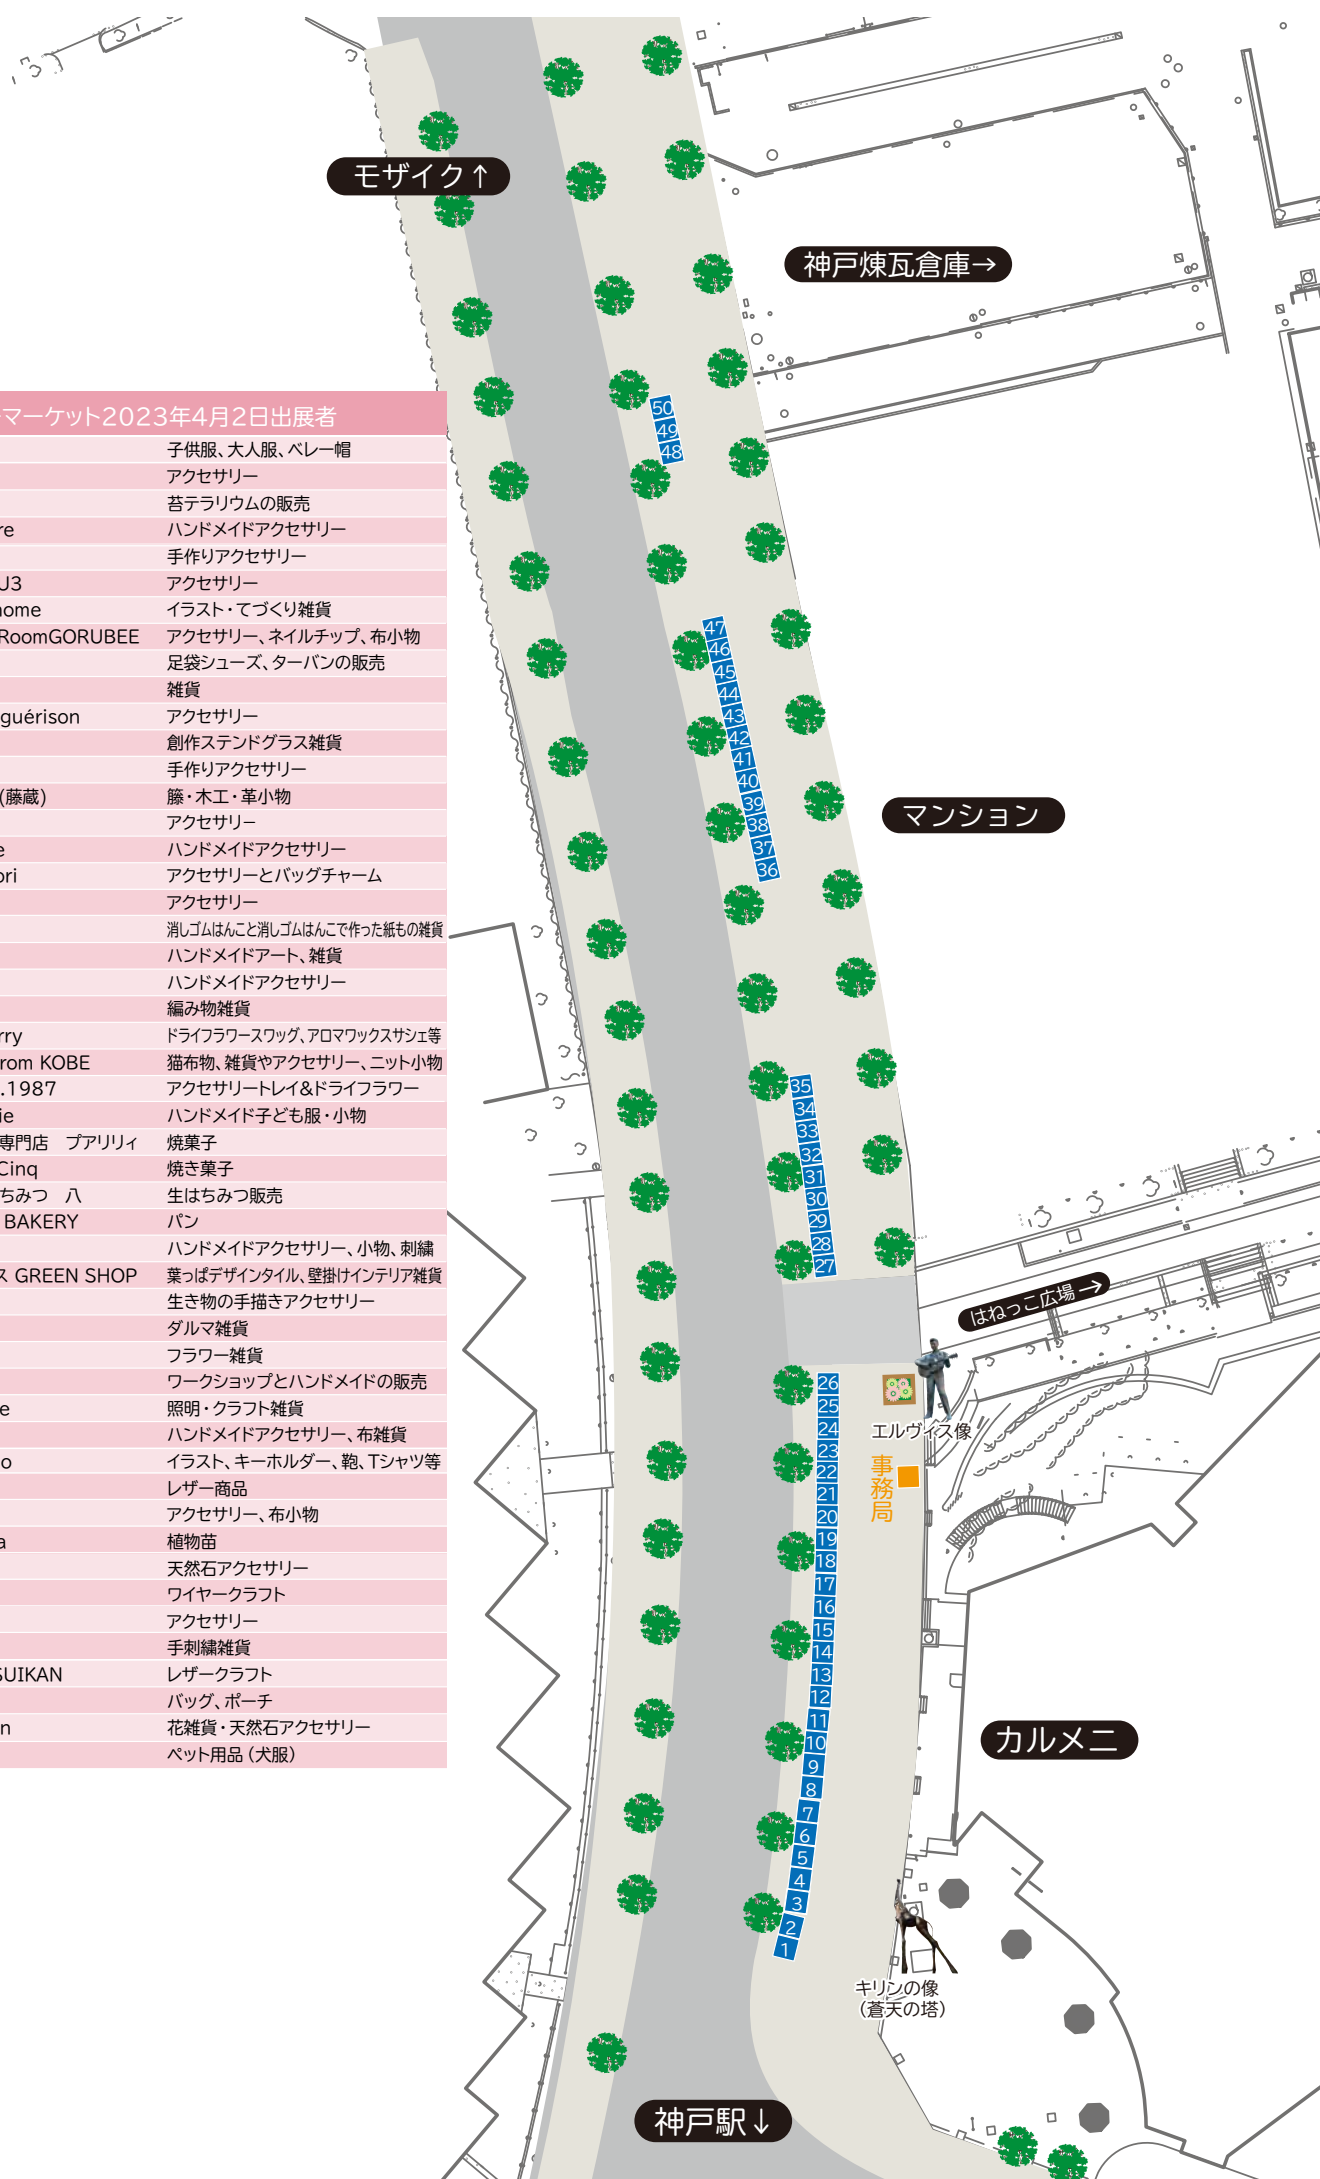 モザイク↑
神戸煉瓦倉庫→
マーケット2023年4月2日出展者
子供服、大人服、ベレー帽
アクセサリー
苔テラリウムの販売
re ハンドメイドアクセサリー
手作りアクセサリー
U3 アクセサリー
home イラスト・てづくり雑貨
RoomGORUBEE アクセサリー、ネイルチップ、布小物
足袋シューズ、ターバンの販売
雑貨
guérison アクセサリー
創作ステンドグラス雑貨
手作りアクセサリー
(藤蔵) 籐・木工・革小物
アクセサリー
e ハンドメイドアクセサリー
ori アクセサリーとバッグチャーム
アクセサリー
消しゴムはんこと消しゴムはんこで作った紙もの雑貨
ハンドメイドアート、雑貨
ハンドメイドアクセサリー
編み物雑貨
rry ドライフラワースワッグ、アロマワックスサシェ等
from KOBE 猫布物、雑貨やアクセサリー、ニット小物
.1987 アクセサリートレイ&ドライフラワー
ie ハンドメイド子ども服・小物
専門店　プアリリィ 焼菓子
Cinq 焼き菓子
ちみつ　八 生はちみつ販売
BAKERY パン
ハンドメイドアクセサリー、小物、刺繍
ス GREEN SHOP 葉っぱデザインタイル、壁掛けインテリア雑貨
生き物の手描きアクセサリー
ダルマ雑貨
フラワー雑貨
ワークショップとハンドメイドの販売
e 照明・クラフト雑貨
ハンドメイドアクセサリー、布雑貨
o イラスト、キーホルダー、鞄、Tシャツ等
レザー商品
アクセサリー、布小物
a 植物苗
天然石アクセサリー
ワイヤークラフト
アクセサリー
手刺繍雑貨
SUIKAN レザークラフト
バッグ、ポーチ
n 花雑貨・天然石アクセサリー
ペット用品（犬服）
50
49
48
47
46
45
44
43
42
41
40
39
38
37
36
マンション
35
34
33
32
31
30
29
28
27
はねっこ広場→
26
25
24
23
22
21
20
19
18
17
16
15
14
13
12
11
10
9
8
7
6
5
4
3
2
1
エルヴィス像
事務局
カルメニ
キリンの像
（蒼天の塔）
神戸駅↓